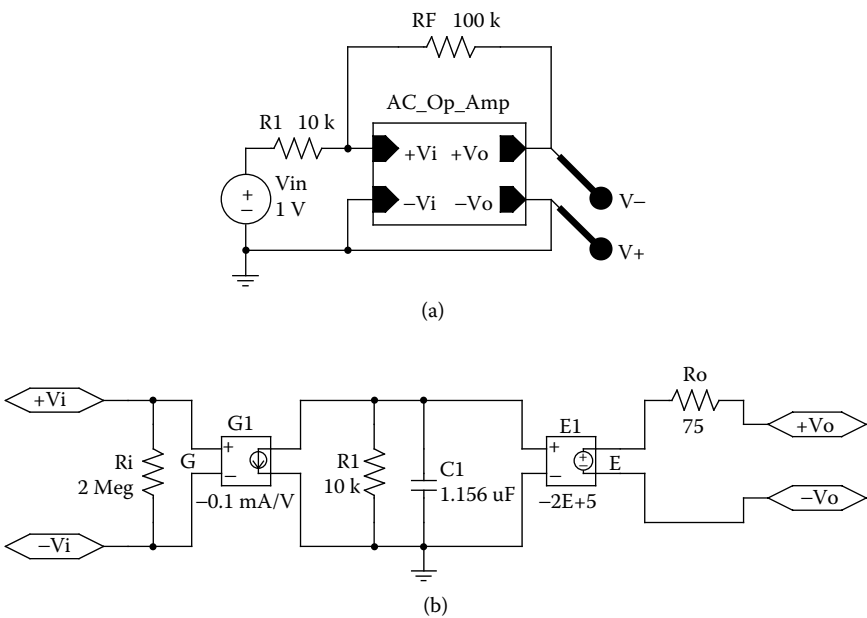 RF 100 k
AC_Op_Amp
R1 10 k
+Vi +Vo
Vin
+
−
1 V
−Vi −Vo
V−
V+
(a)
Ro
+Vi
G1
E1
75
+Vo
+
+
Ri
G
R1
C1
E
2 Meg
−
10 k
1.156 uF
−
−0.1 mA/V
−2E+5
−Vo
−Vi
(b)